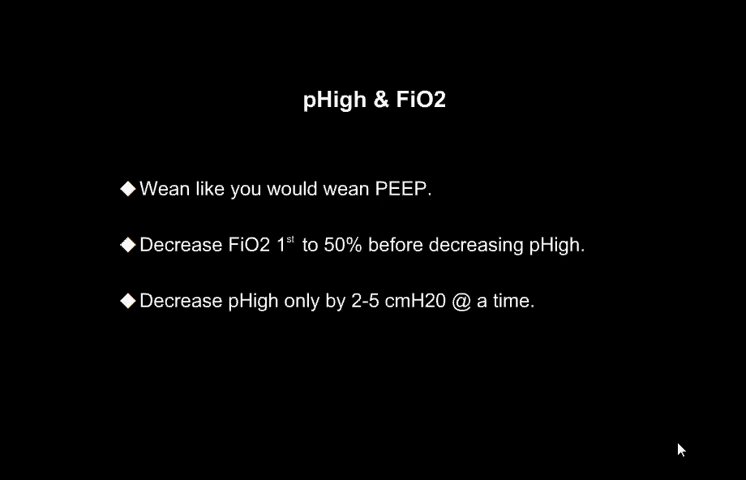 pHigh & FiO2
◆Wean like you would wean PEEP.
◆Decrease FiO2 1st to 50% before decreasing pHigh.
◆Decrease pHigh only by 2-5 cmH20 @ a time.